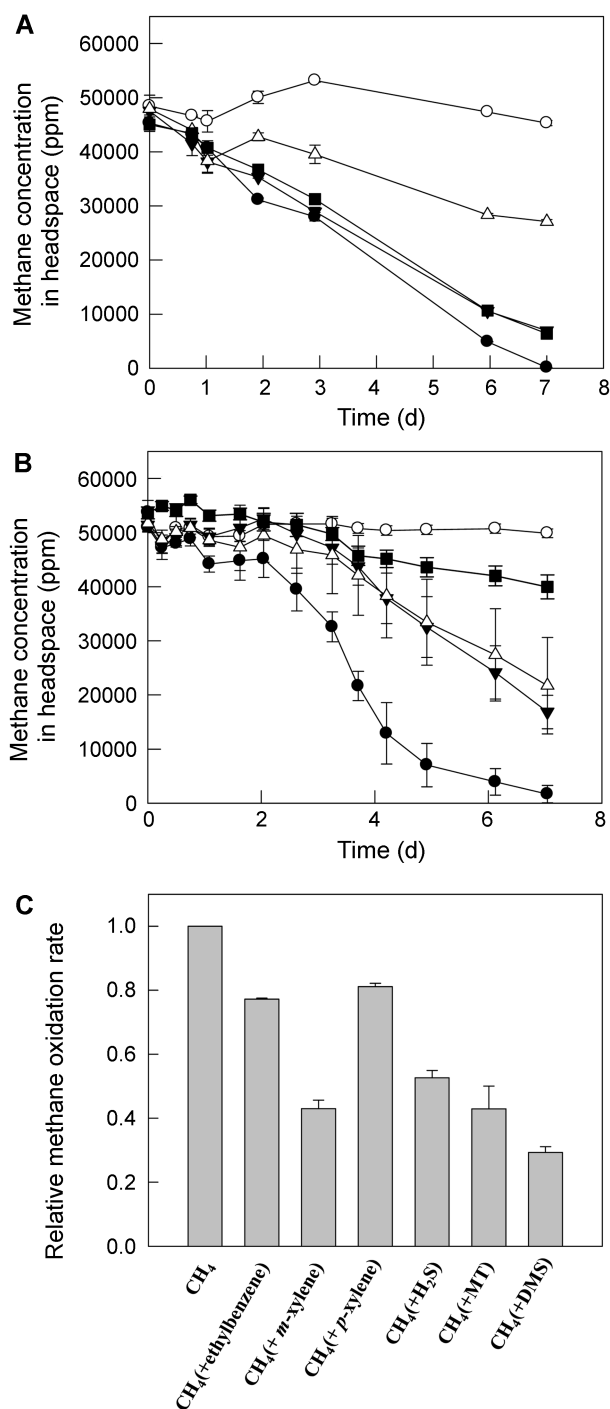 A
Methane concentration
in headspace (ppm)
60000
50000
40000
30000
20000
10000
0
0 1 2 3 4 5 6 7 8
Time (d)
B
Methane concentration
in headspace (ppm)
60000
50000
40000
30000
20000
10000
0
0 2 4 6 8
Time (d)
C
Relative methane oxidation rate
1.0
0.8
0.6
0.4
0.2
0.0
CH₄
CH₄(+ethylbenzene)
CH₄(+ m-xylene)
CH₄(+ p-xylene)
CH₄(+H₂S)
CH₄(+MT)
CH₄(+DMS)